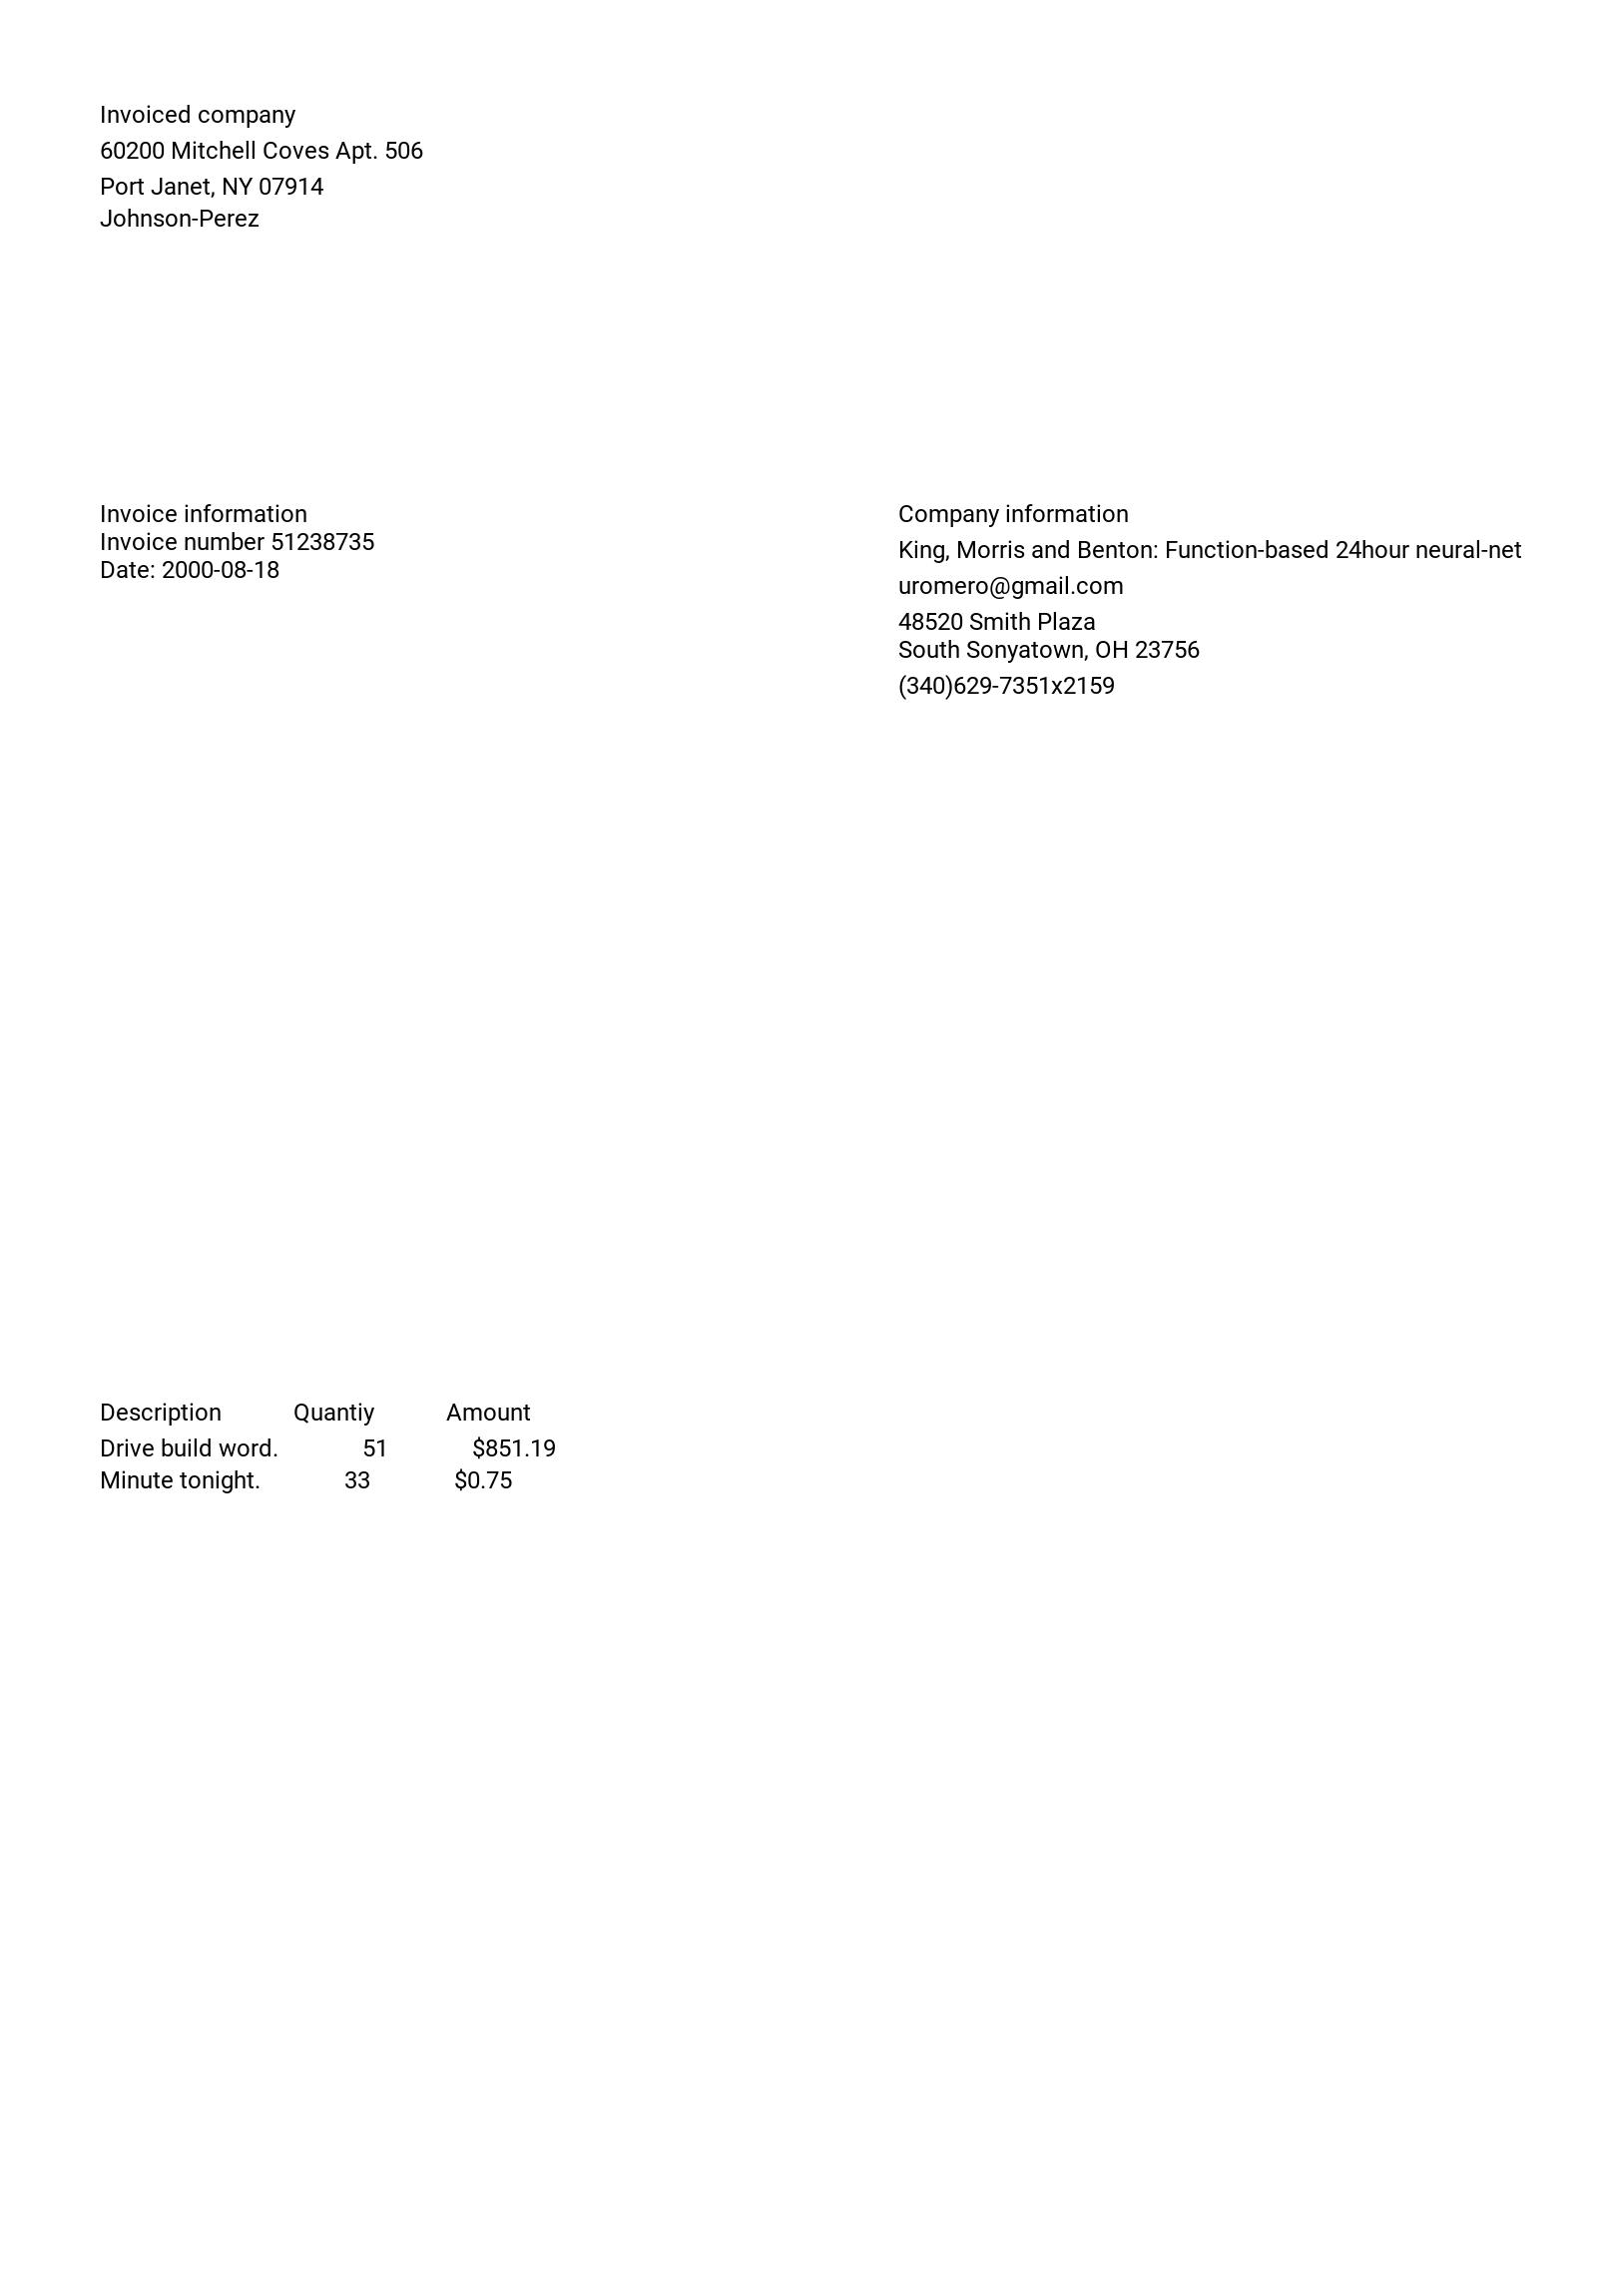 Invoiced company
60200 Mitchell Coves Apt. 506
Port Janet, NY 07914
Johnson-Perez
Invoice information
Invoice number 51238735
Date: 2000-08-18
Company information
King, Morris and Benton: Function-based 24hour neural-net
uromero@gmail.com
48520 Smith Plaza
South Sonyatown, OH 23756
(340)629-7351x2159
Description Quantiy Amount
Drive build word. 51 $851.19
Minute tonight. 33 $0.75